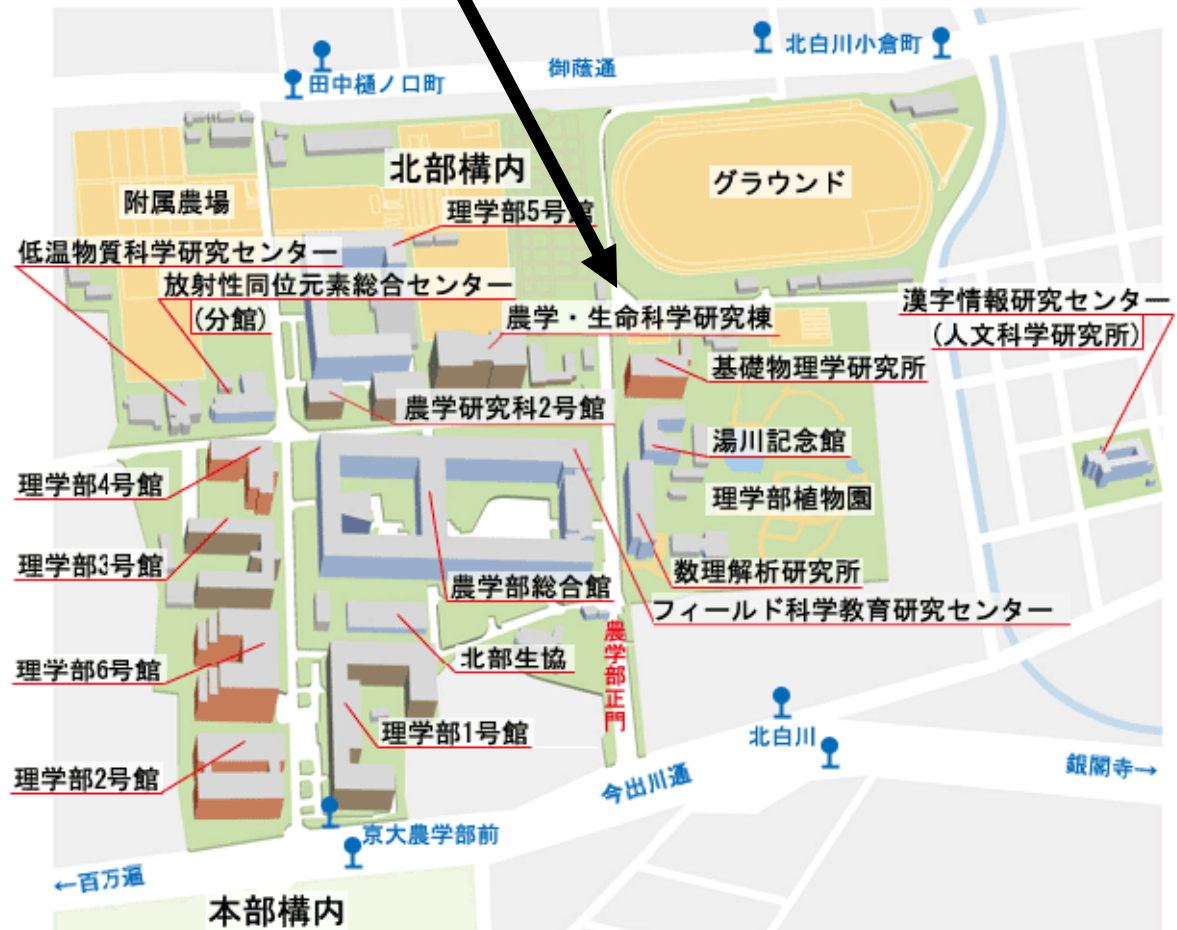 北白川小倉町
御蔭通
田中樋ノ口町
北部構内
グラウンド
附属農場
理学部5号館
低温物質科学研究センター
放射性同位元素総合センター
(分館)
農学・生命科学研究棟
漢字情報研究センター
(人文科学研究所)
基礎物理学研究所
農学研究科2号館
湯川記念館
理学部4号館
理学部植物園
理学部3号館
数理解析研究所
農学部総合館
フィールド科学教育研究センター
農学部正門
北部生協
理学部6号館
理学部1号館
北白川
理学部2号館
銀閣寺→
今出川通
京大農学部前
←百万遍
本部構内